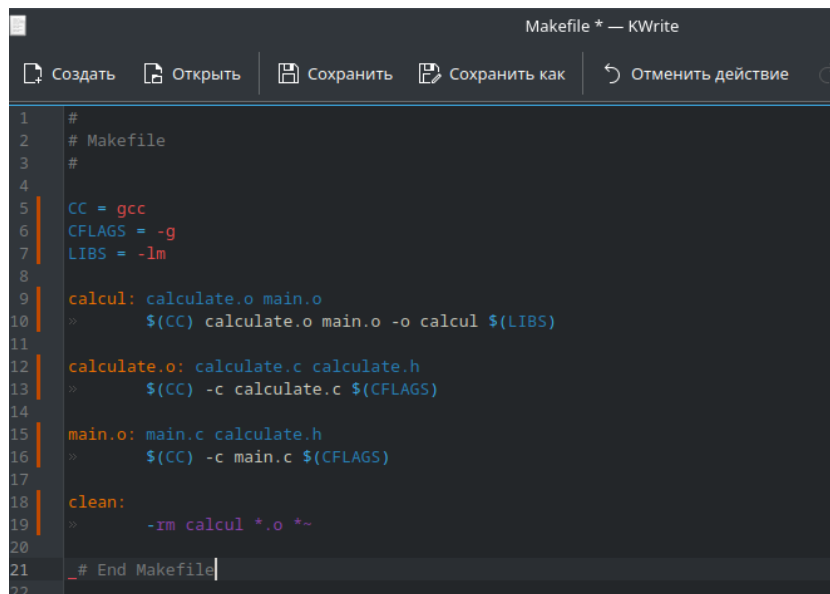 Makefile * — KWrite
Создать Открыть Сохранить Сохранить как Отменить действие
1 #
2 # Makefile
3 #
4
5 CC = gcc
6 CFLAGS = -g
7 LIBS = -lm
8
9 calcul: calculate.o main.o
10 » $(CC) calculate.o main.o -o calcul $(LIBS)
11
12 calculate.o: calculate.c calculate.h
13 » $(CC) -c calculate.c $(CFLAGS)
14
15 main.o: main.c calculate.h
16 » $(CC) -c main.c $(CFLAGS)
17
18 clean:
19 » -rm calcul *.o *~
20
21 # End Makefile
22